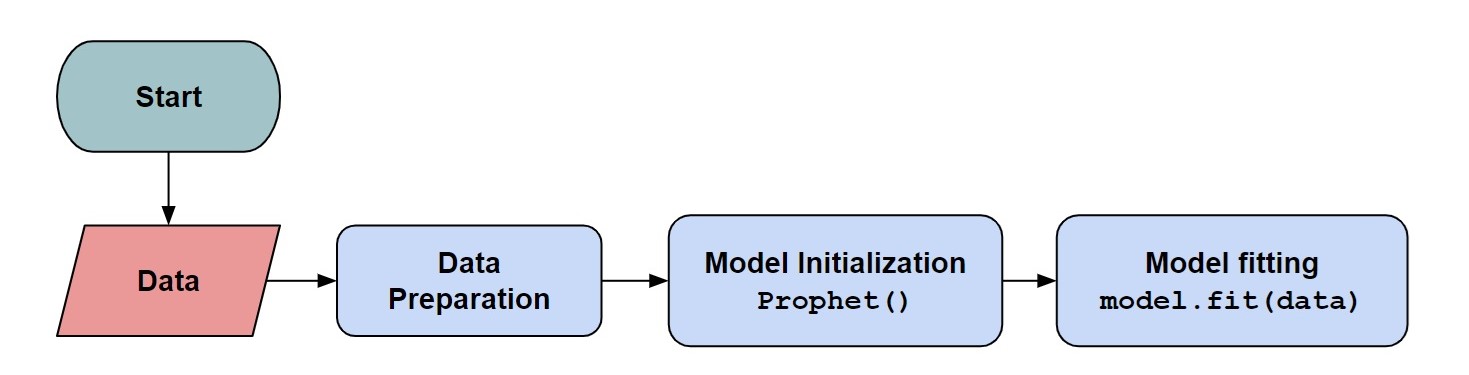 Start
Data
Data
Preparation
Model Initialization
Prophet()
Model fitting
model.fit(data)